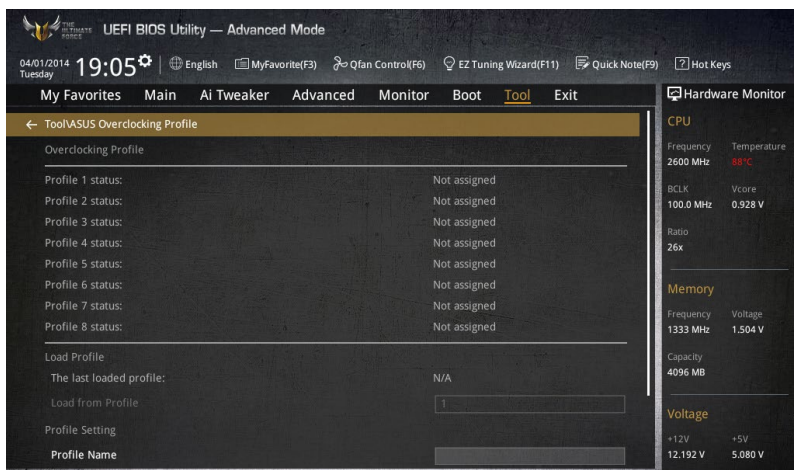 THE ULTIMATE FORCE UEFI BIOS Utility — Advanced Mode
04/01/2014 Tuesday 19:05 English MyFavorite(F3) Qfan Control(F6) EZ Tuning Wizard(F11) Quick Note(F9) ? Hot Keys
My Favorites Main Ai Tweaker Advanced Monitor Boot Tool Exit
← Tool\ASUS Overclocking Profile
Overclocking Profile
Profile 1 status: Not assigned
Profile 2 status: Not assigned
Profile 3 status: Not assigned
Profile 4 status: Not assigned
Profile 5 status: Not assigned
Profile 6 status: Not assigned
Profile 7 status: Not assigned
Profile 8 status: Not assigned
Load Profile
The last loaded profile: N/A
Load from Profile 1
Profile Setting
Profile Name
Hardware Monitor
CPU
Frequency Temperature
2600 MHz 88°C
BCLK Vcore
100.0 MHz 0.928 V
Ratio
26x
Memory
Frequency Voltage
1333 MHz 1.504 V
Capacity
4096 MB
Voltage
+12V +5V
12.192 V 5.080 V